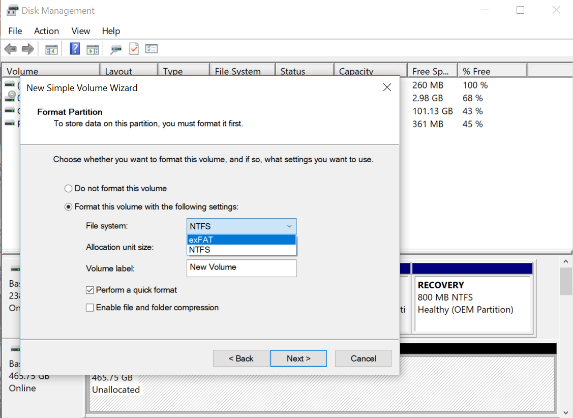 Disk Management
File Action View Help
Volume Layout Type File System Status Capacity Free Sp... % Free
260 MB 100 %
2.98 GB 68 %
101.13 GB 43 %
361 MB 45 %
New Simple Volume Wizard
Format Partition
To store data on this partition, you must format it first.
Choose whether you want to format this volume, and if so, what settings you want to use.
Do not format this volume
Format this volume with the following settings:
File system: NTFS
exFAT
Allocation unit size: NTFS
Volume label: New Volume
Perform a quick format
Enable file and folder compression
< Back Next > Cancel
RECOVERY
800 MB NTFS
Healthy (OEM Partition)
465.75 GB
Online
465.75 GB
Unallocated